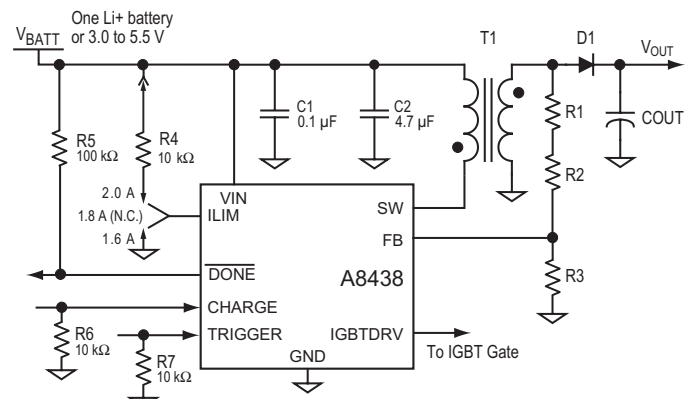 One Li+ battery
or 3.0 to 5.5 V
VBATT
T1
D1
VOUT
C1
0.1 µF
C2
4.7 µF
R1
COUT
R5
100 kΩ
R4
10 kΩ
R2
2.0 A
1.8 A (N.C.)
1.6 A
VIN
ILIM
SW
FB
DONE
A8438
R3
CHARGE
TRIGGER
IGBTDRV
R6
10 kΩ
R7
10 kΩ
GND
To IGBT Gate